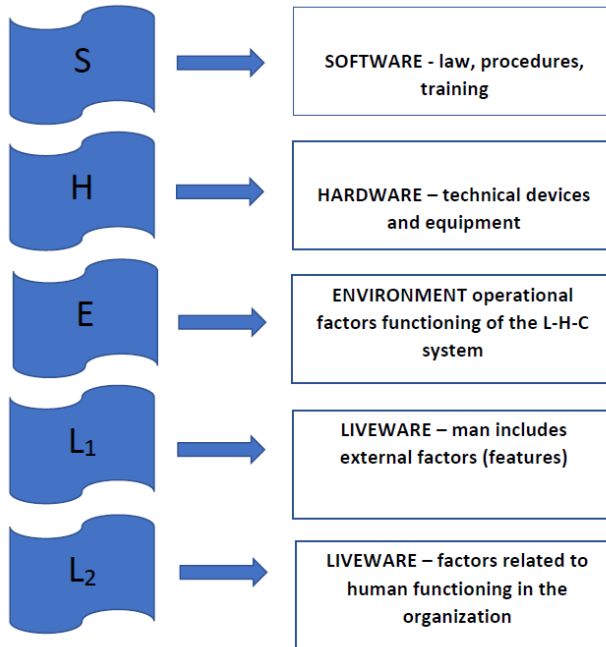 S
SOFTWARE - law, procedures,
training
H
HARDWARE – technical devices
and equipment
E
ENVIRONMENT operational
factors functioning of the L-H-C
system
L₁
LIVEWARE – man includes
external factors (features)
L₂
LIVEWARE – factors related to
human functioning in the
organization